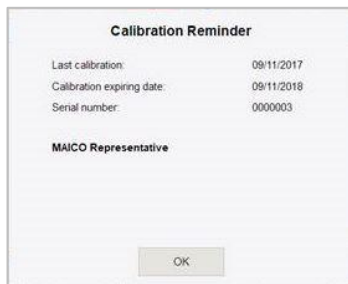 Calibration Reminder
Last calibration: 09/11/2017
Calibration expiring date: 09/11/2018
Serial number: 0000003
MAICO Representative
OK